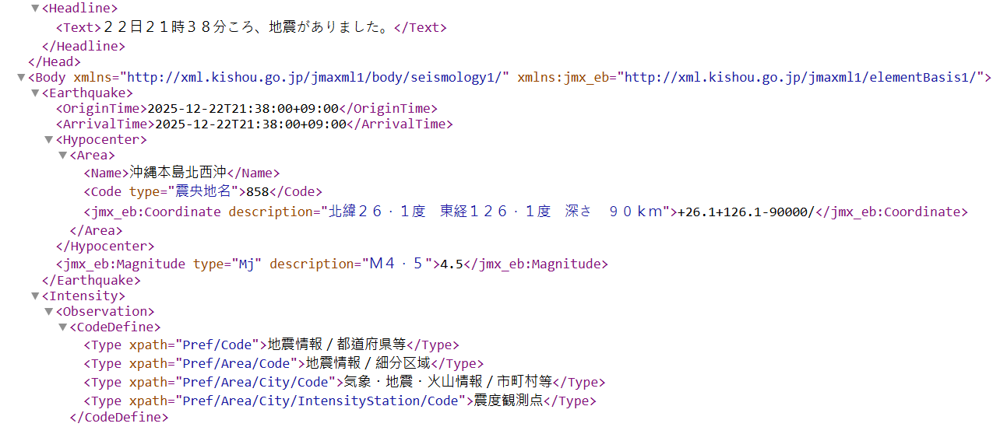 ▼<Headline>
<Text>２２日２１時３８分ころ、地震がありました。</Text>
</Headline>
</Head>
▼<Body xmlns="http://xml.kishou.go.jp/jmaxml1/body/seismology1/" xmlns:jmx_eb="http://xml.kishou.go.jp/jmaxml1/elementBasis1/">
▼<Earthquake>
<OriginTime>2025-12-22T21:38:00+09:00</OriginTime>
<ArrivalTime>2025-12-22T21:38:00+09:00</ArrivalTime>
▼<Hypocenter>
▼<Area>
<Name>沖縄本島北西沖</Name>
<Code type="震央地名">858</Code>
<jmx_eb:Coordinate description="北緯２６．１度　東経１２６．１度　深さ　９０ｋｍ">+26.1+126.1-90000/</jmx_eb:Coordinate>
</Area>
</Hypocenter>
<jmx_eb:Magnitude type="Mj" description="Ｍ４．５">4.5</jmx_eb:Magnitude>
</Earthquake>
▼<Intensity>
▼<Observation>
▼<CodeDefine>
<Type xpath="Pref/Code">地震情報／都道府県等</Type>
<Type xpath="Pref/Area/Code">地震情報／細分区域</Type>
<Type xpath="Pref/Area/City/Code">気象・地震・火山情報／市町村等</Type>
<Type xpath="Pref/Area/City/IntensityStation/Code">震度観測点</Type>
</CodeDefine>